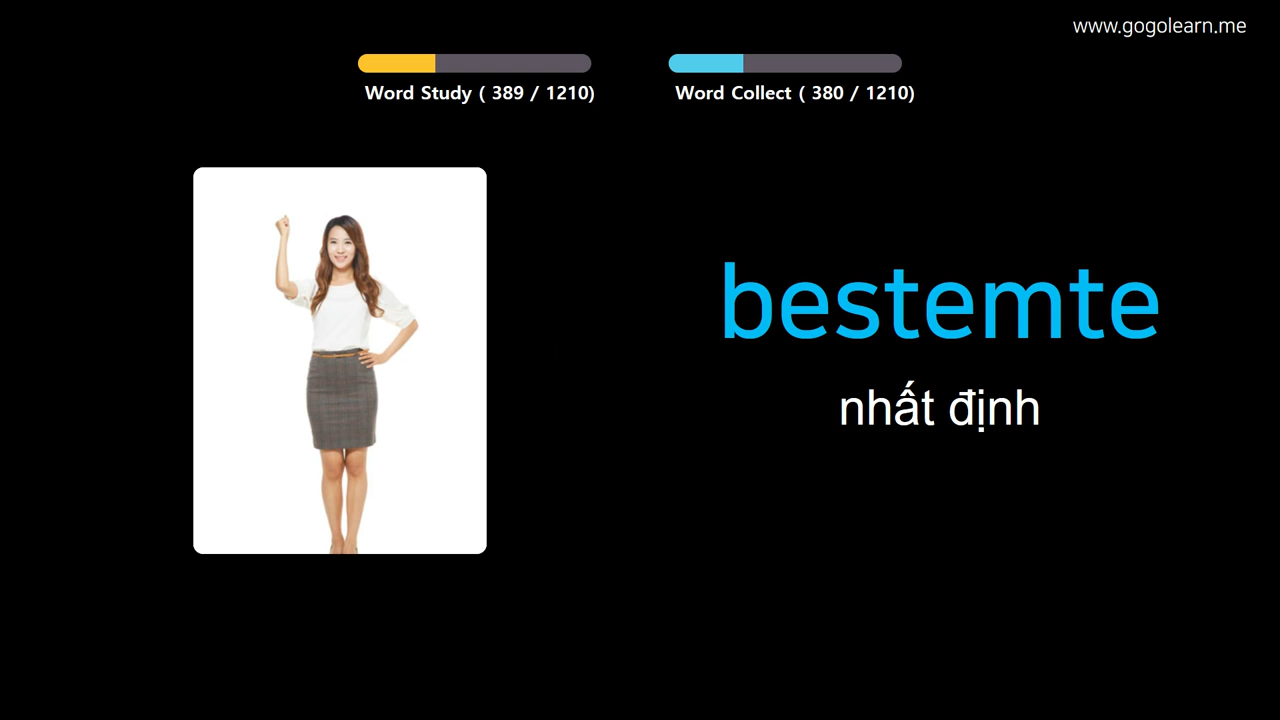 www.gogolearn.me
Word Study ( 389 / 1210)
Word Collect ( 380 / 1210)
bestemte
nhất định